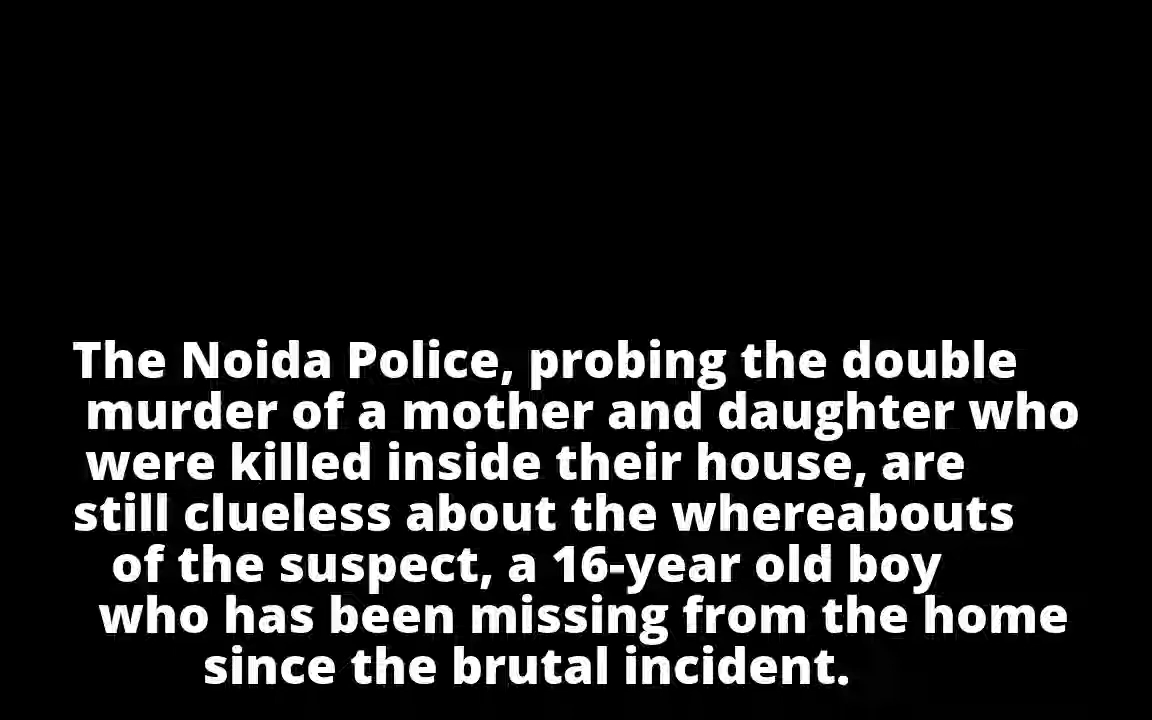 The Noida Police, probing the double
murder of a mother and daughter who
were killed inside their house, are
still clueless about the whereabouts
of the suspect, a 16-year old boy
who has been missing from the home
since the brutal incident.